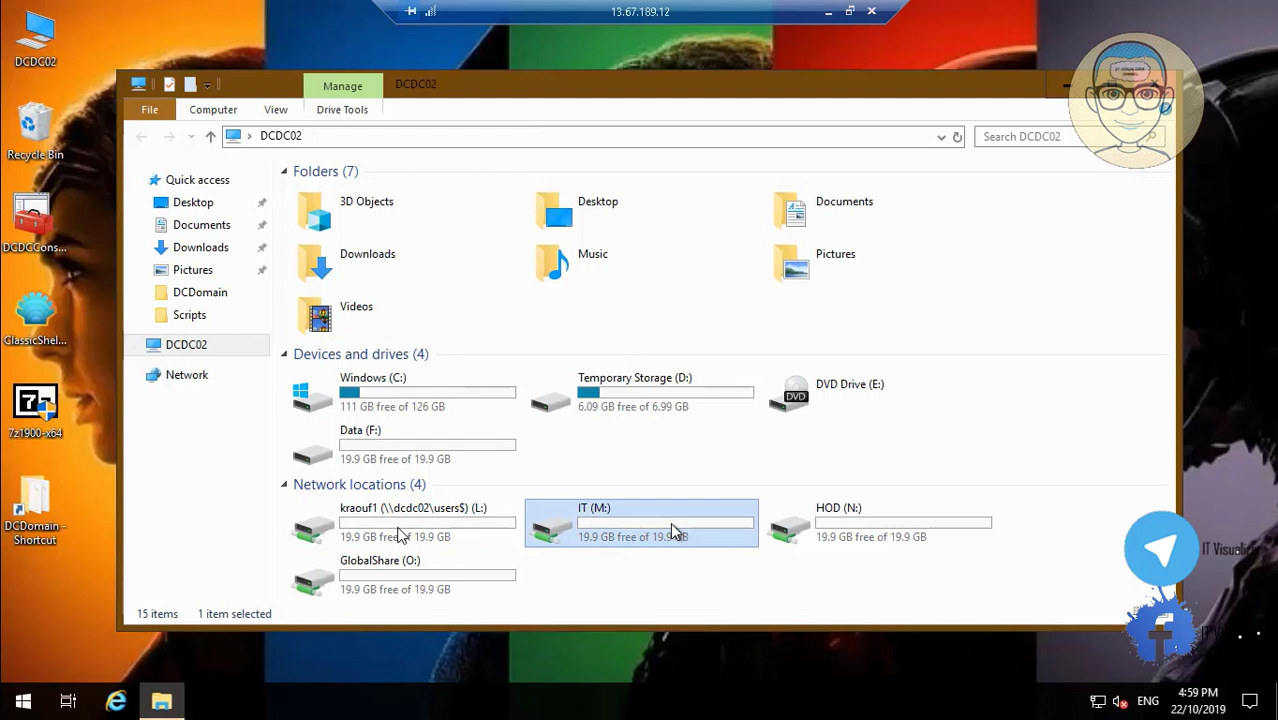 13.67.189.12
DCDC02
Recycle Bin
DCDCCons...
ClassicShel...
7z1900-x64
DCDomain -
Shortcut
Manage
DCDC02
File
Computer
View
Drive Tools
DCDC02
Search DCDC02
Quick access
Desktop
Documents
Downloads
Pictures
DCDomain
Scripts
DCDC02
Network
Folders (7)
3D Objects
Desktop
Documents
Downloads
Music
Pictures
Videos
Devices and drives (4)
Windows (C:)
111 GB free of 126 GB
Temporary Storage (D:)
6.09 GB free of 6.99 GB
DVD Drive (E:)
DVD
Data (F:)
19.9 GB free of 19.9 GB
Network locations (4)
kraouf1 (\\dcdc02\users$) (L:)
19.9 GB free of 19.9 GB
IT (M:)
19.9 GB free of 19.9 GB
HOD (N:)
19.9 GB free of 19.9 GB
GlobalShare (O:)
19.9 GB free of 19.9 GB
15 items
1 item selected
ENG
4:59 PM
22/10/2019